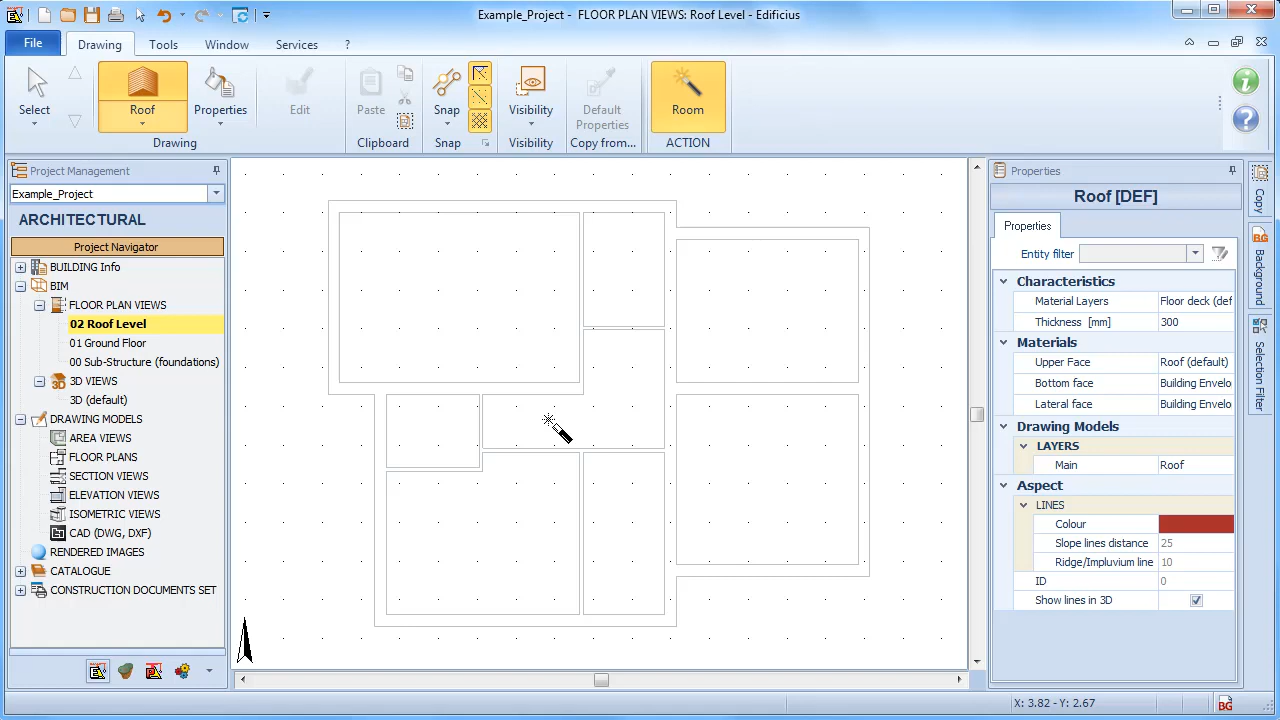 Example_Project - FLOOR PLAN VIEWS: Roof Level - Edificius
File
Drawing
Tools
Window
Services
?
Select
Roof
Properties
Edit
Paste
Snap
Visibility
Default
Properties
Room
Drawing
Clipboard
Snap
Visibility
Copy from...
ACTION
Project Management
Example_Project
ARCHITECTURAL
Project Navigator
BUILDING Info
BIM
FLOOR PLAN VIEWS
02 Roof Level
01 Ground Floor
00 Sub-Structure (foundations)
3D VIEWS
3D (default)
DRAWING MODELS
AREA VIEWS
FLOOR PLANS
SECTION VIEWS
ELEVATION VIEWS
ISOMETRIC VIEWS
CAD (DWG, DXF)
RENDERED IMAGES
CATALOGUE
CONSTRUCTION DOCUMENTS SET
Properties
Roof [DEF]
Properties
Entity filter
Characteristics
Material Layers Floor deck (def
Thickness [mm] 300
Materials
Upper Face Roof (default)
Bottom face Building Envelo
Lateral face Building Envelo
Drawing Models
LAYERS
Main Roof
Aspect
LINES
Colour
Slope lines distance 25
Ridge/Impluvium line 10
ID 0
Show lines in 3D
Copy
BG
Background
Selection Filter
X: 3.82 - Y: 2.67
BG